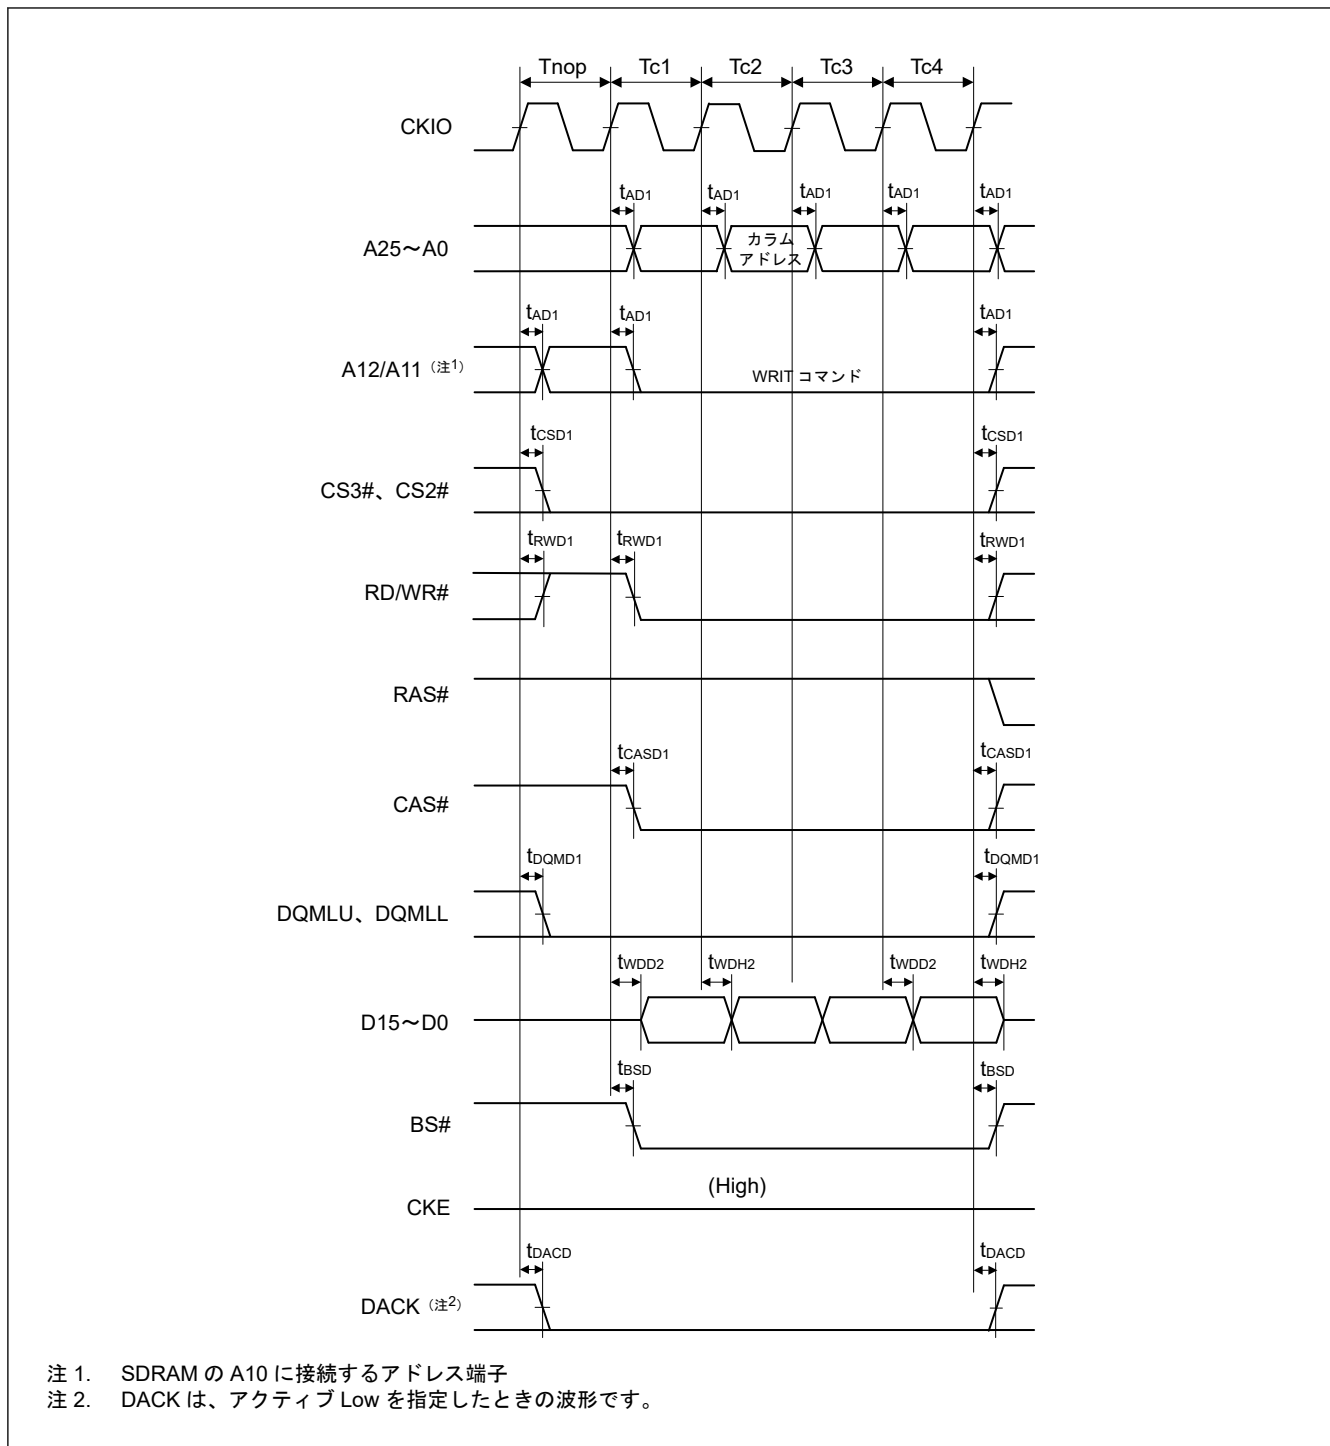 Tnop Tc1 Tc2 Tc3 Tc4
CKIO
tAD1 tAD1 tAD1 tAD1 tAD1
A25～A0
カラム
アドレス
tAD1 tAD1 tAD1
A12/A11（注1）
WRIT コマンド
tCSD1 tCSD1
CS3#、CS2#
tRWD1 tRWD1 tRWD1
RD/WR#
RAS#
tCASD1 tCASD1
CAS#
tDQMD1 tDQMD1
DQMLU、DQMLL
tWDD2 tWDH2 tWDD2 tWDH2
D15～D0
tBSD tBSD
BS#
(High)
CKE
tDACD tDACD
DACK（注2）
注 1. SDRAM の A10 に接続するアドレス端子
注 2. DACK は、アクティブ Low を指定したときの波形です。